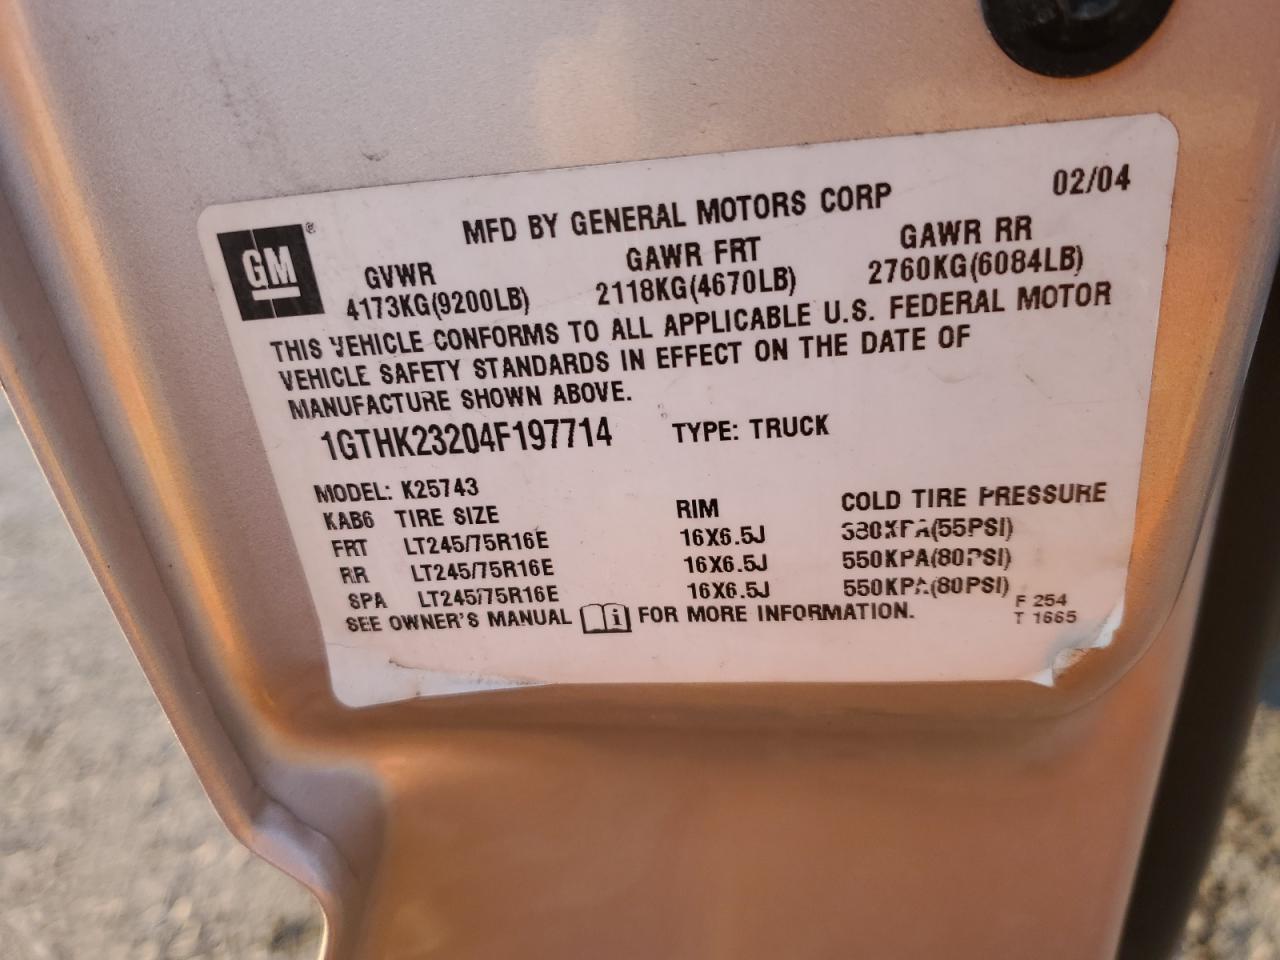 MFD BY GENERAL MOTORS CORP 02/04
GM ®
GVWR GAWR FRT GAWR RR
4173KG(9200LB) 2118KG(4670LB) 2760KG(6084LB)
THIS VEHICLE CONFORMS TO ALL APPLICABLE U.S. FEDERAL MOTOR
VEHICLE SAFETY STANDARDS IN EFFECT ON THE DATE OF
MANUFACTURE SHOWN ABOVE.
1GTHK23204F197714 TYPE: TRUCK
MODEL: K25743
KAB6 TIRE SIZE RIM COLD TIRE PRESSURE
FRT LT245/75R16E 16X6.5J 380KPA(55PSI)
RR LT245/75R16E 16X6.5J 550KPA(80PSI)
SPA LT245/75R16E 16X6.5J 550KPA(80PSI)
SEE OWNER'S MANUAL i FOR MORE INFORMATION.
F 254
T 1665